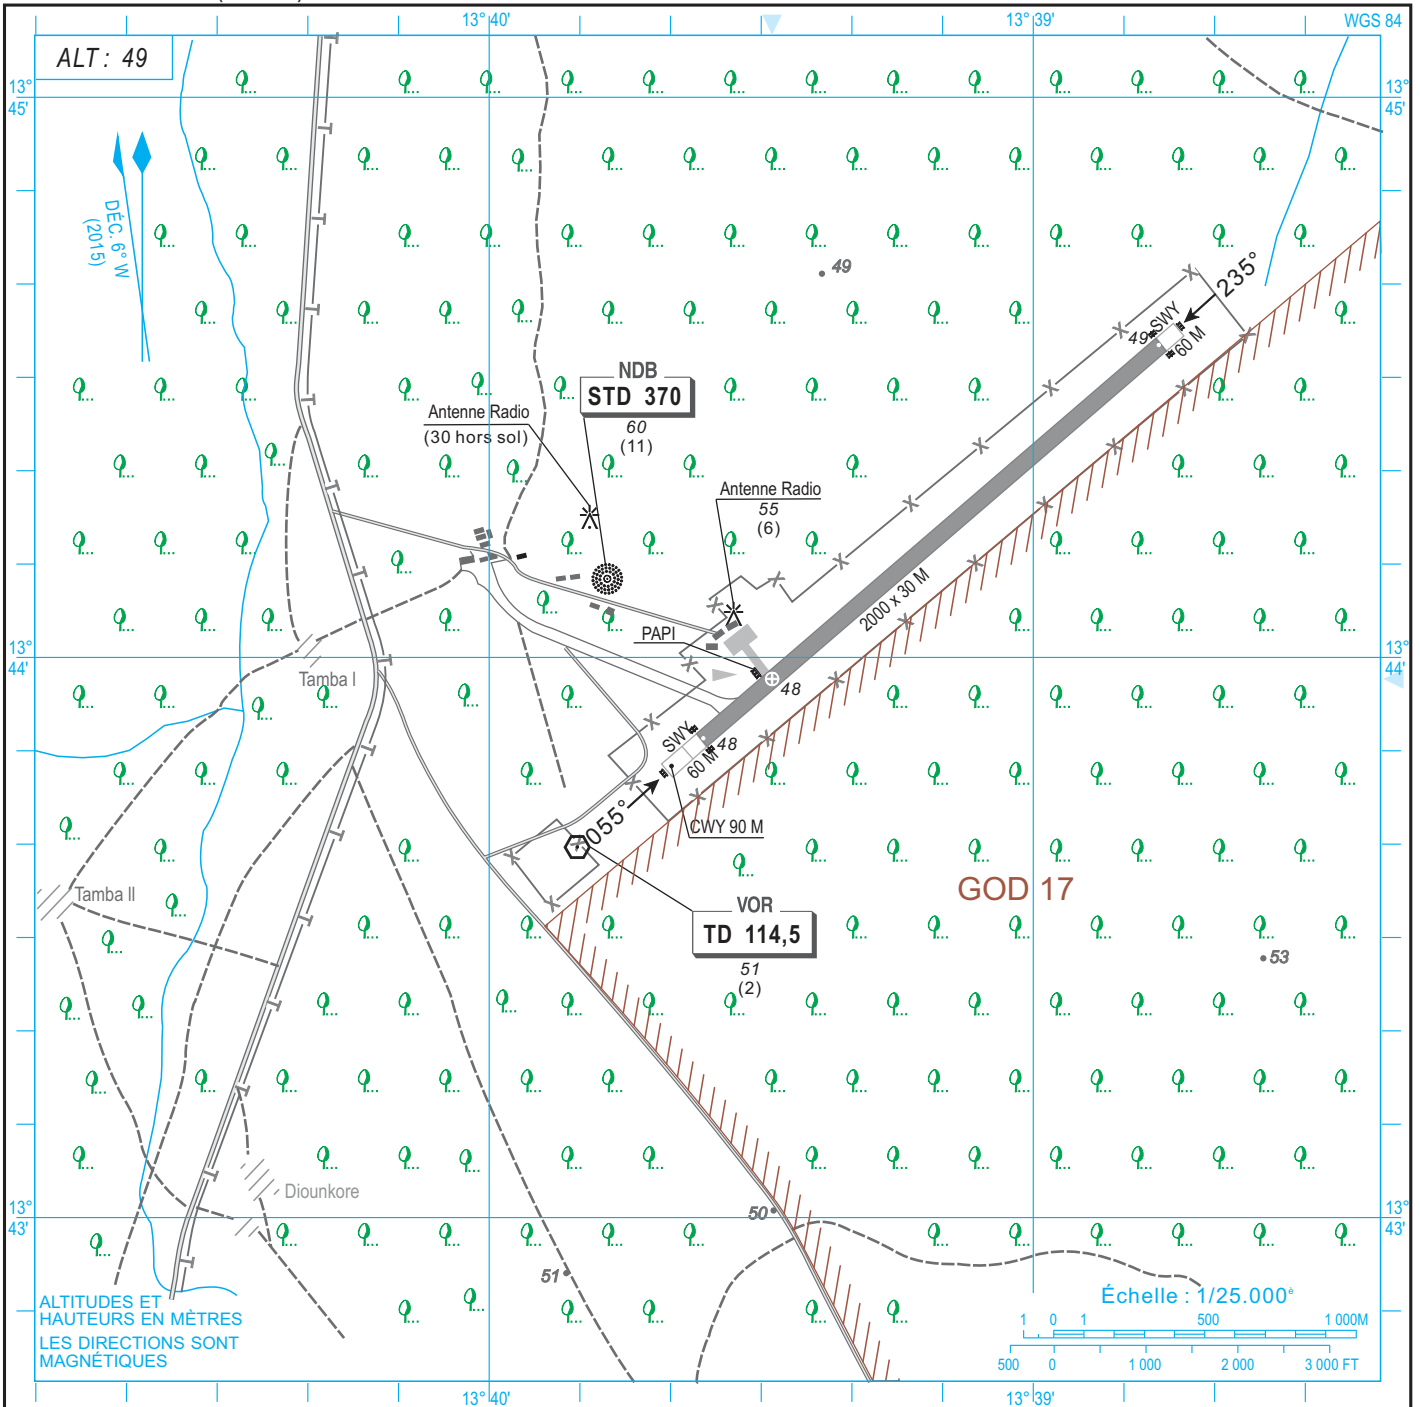 13° 40'
13° 39'
WGS 84
ALT : 49
13°
45'
13°
45'
DÉC. 6° W
(2015)
49
235°
SWY
49
60 M
NDB
STD 370
60
(11)
Antenne Radio
(30 hors sol)
Antenne Radio
55
(6)
2000 x 30 M
PAPI
13°
44'
13°
44'
Tamba I
48
SWY
48
60 M
055°
CWY 90 M
GOD 17
Tamba II
VOR
TD 114,5
51
(2)
53
Diounkore
50
13°
43'
13°
43'
51
ALTITUDES ET
HAUTEURS EN MÈTRES
LES DIRECTIONS SONT
MAGNÉTIQUES
Échelle : 1/25.000è
1 0 1 500 1 000M
500 0 1 000 2 000 3 000 FT
13° 40'
13° 39'